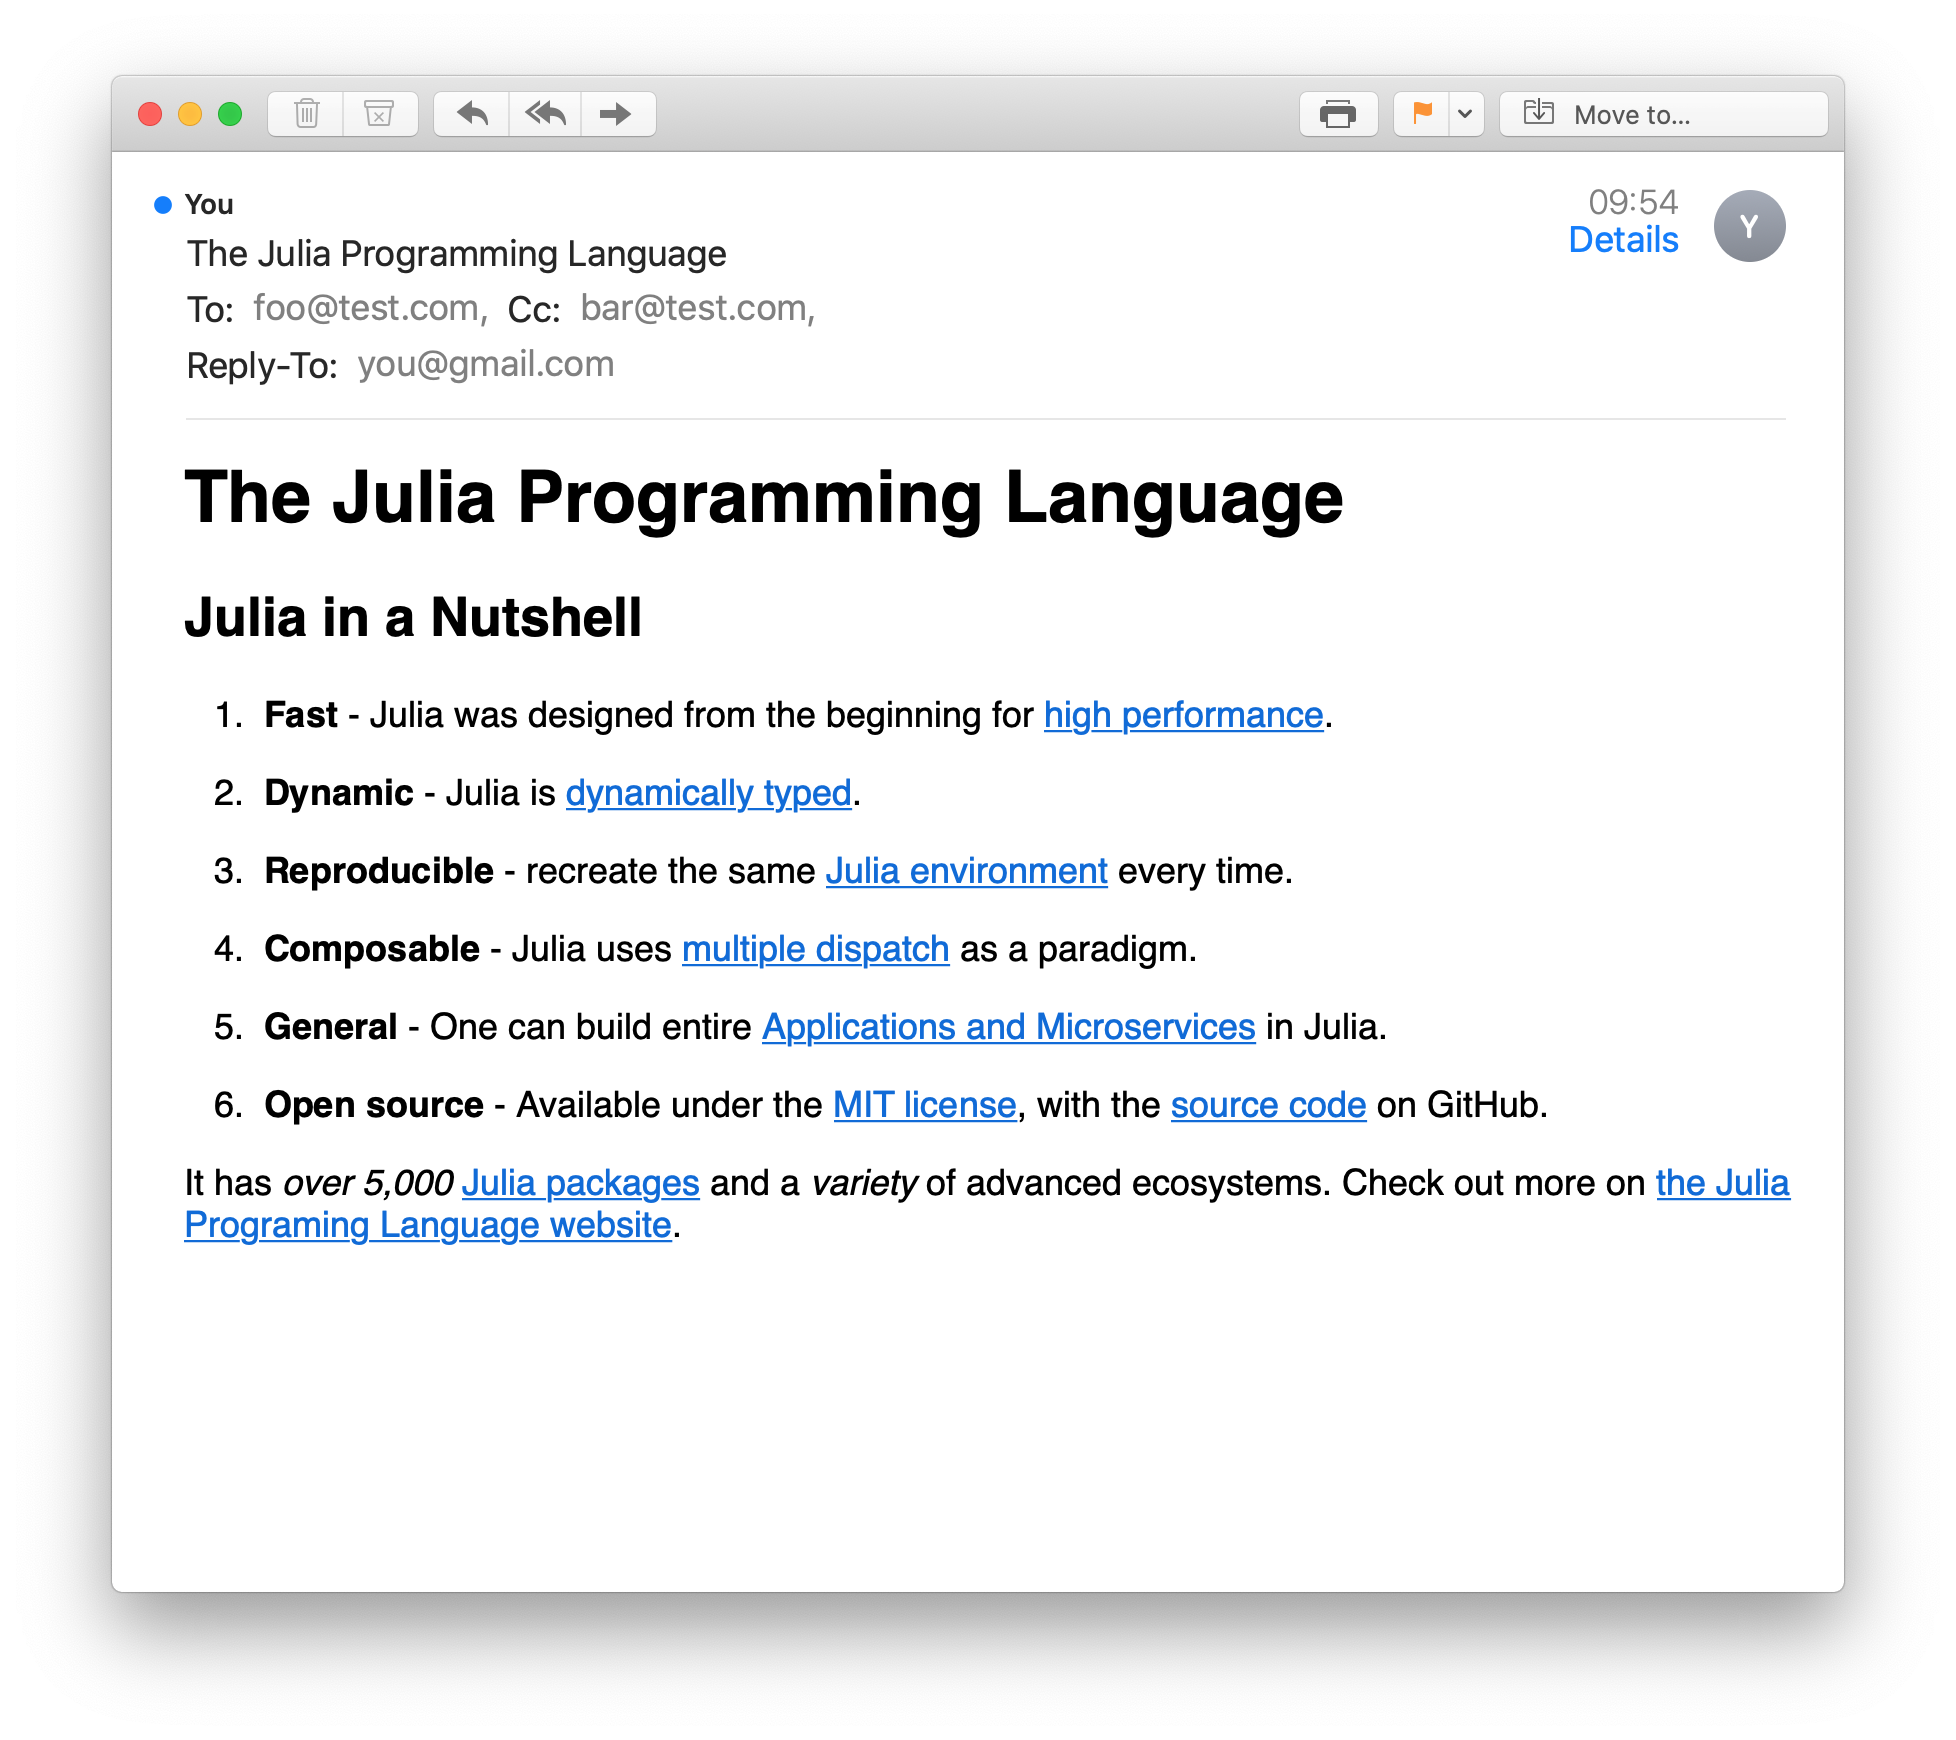 Move to...
You
09:54
The Julia Programming Language
Details
Y
To: foo@test.com, Cc: bar@test.com,
Reply-To: you@gmail.com
The Julia Programming Language
Julia in a Nutshell
1. Fast - Julia was designed from the beginning for high performance.
2. Dynamic - Julia is dynamically typed.
3. Reproducible - recreate the same Julia environment every time.
4. Composable - Julia uses multiple dispatch as a paradigm.
5. General - One can build entire Applications and Microservices in Julia.
6. Open source - Available under the MIT license, with the source code on GitHub.
It has over 5,000 Julia packages and a variety of advanced ecosystems. Check out more on the Julia
Programing Language website.